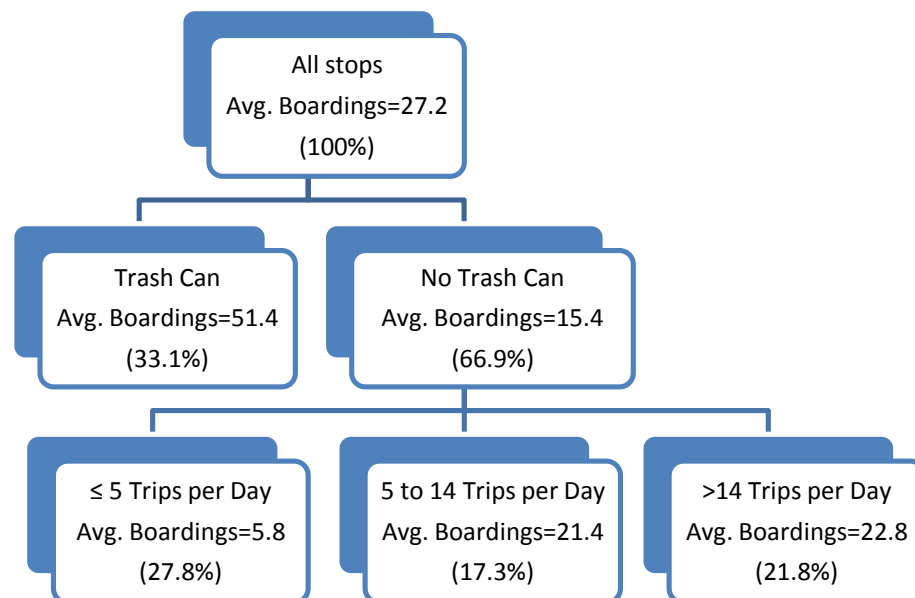 All stops
Avg. Boardings=27.2
(100%)
Trash Can
Avg. Boardings=51.4
(33.1%)
No Trash Can
Avg. Boardings=15.4
(66.9%)
≤ 5 Trips per Day
Avg. Boardings=5.8
(27.8%)
5 to 14 Trips per Day
Avg. Boardings=21.4
(17.3%)
>14 Trips per Day
Avg. Boardings=22.8
(21.8%)